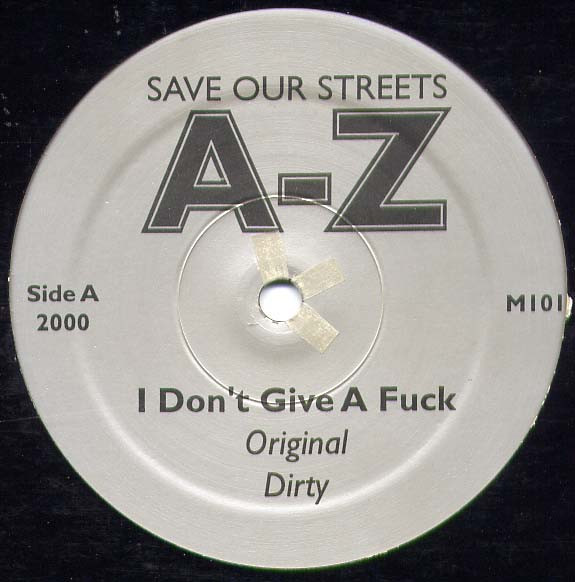 SAVE OUR STREETS
A-Z
Side A
2000
M101
I Don't Give A Fuck
Original
Dirty